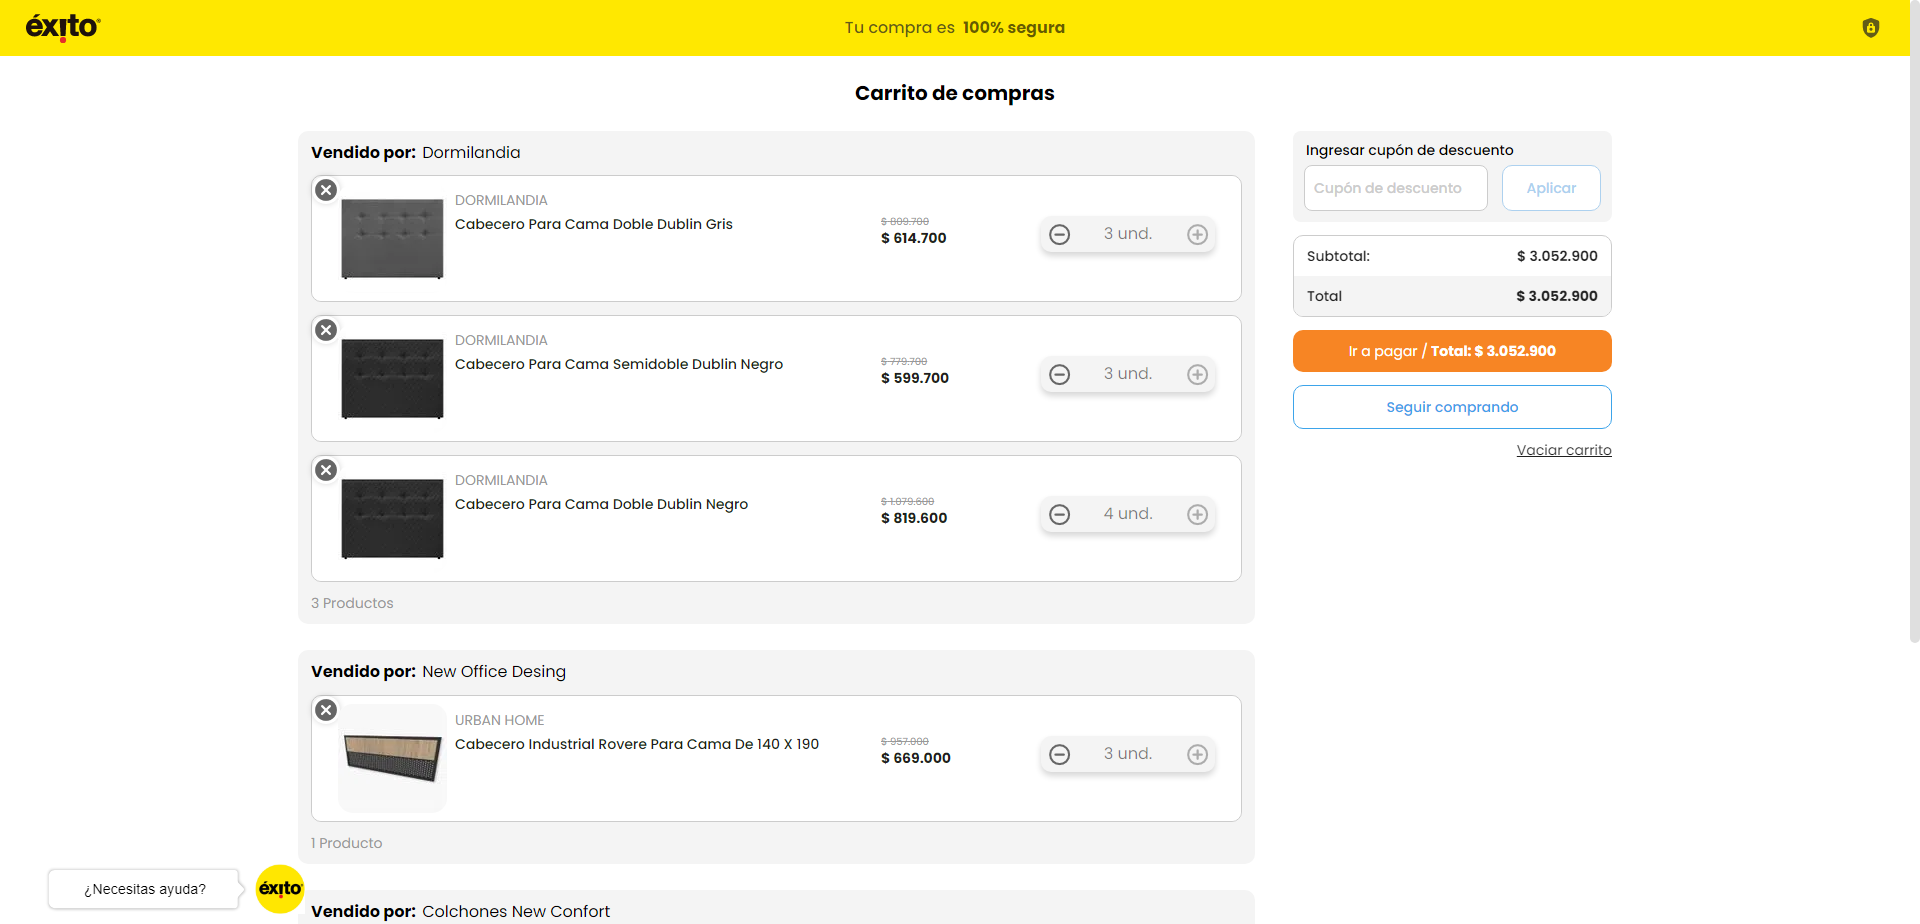 éxito
Tu compra es 100% segura
Carrito de compras
Vendido por: Dormilandia
DORMILANDIA
Cabecero Para Cama Doble Dublin Gris
$ 809.700
$ 614.700
3 und.
DORMILANDIA
Cabecero Para Cama Semidoble Dublin Negro
$ 779.700
$ 599.700
3 und.
DORMILANDIA
Cabecero Para Cama Doble Dublin Negro
$ 1.079.600
$ 819.600
4 und.
3 Productos
Vendido por: New Office Desing
URBAN HOME
Cabecero Industrial Rovere Para Cama De 140 X 190
$ 957.000
$ 669.000
3 und.
1 Producto
Vendido por: Colchones New Confort
Ingresar cupón de descuento
Cupón de descuento
Aplicar
Subtotal: $ 3.052.900
Total $ 3.052.900
Ir a pagar / Total: $ 3.052.900
Seguir comprando
Vaciar carrito
¿Necesitas ayuda?
éxito